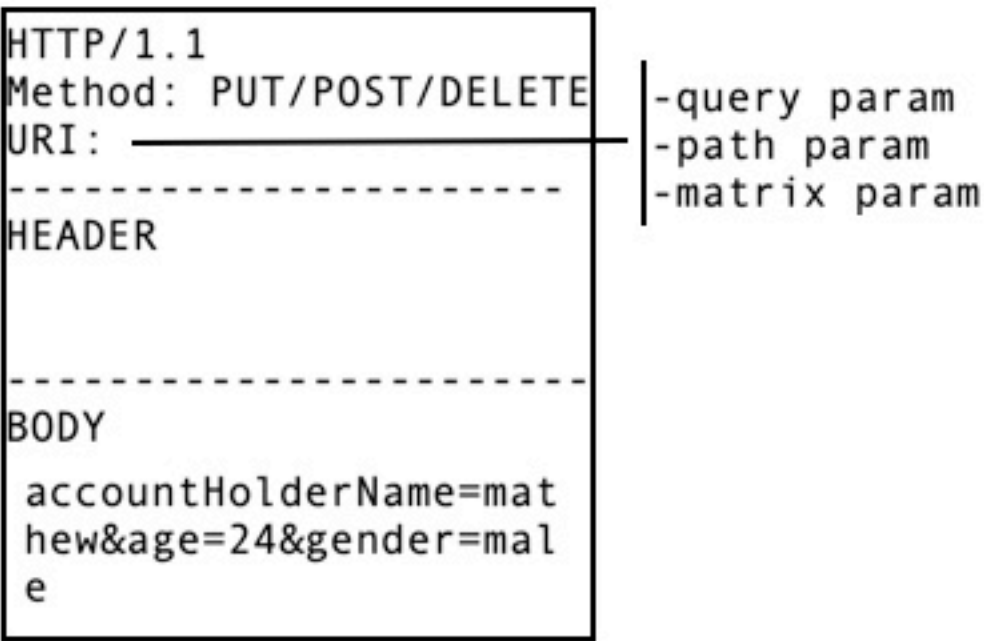 HTTP/1.1
Method: PUT/POST/DELETE
URI:
-query param
-path param
-matrix param
------------------------
HEADER
------------------------
BODY
accountHolderName=mat
hew&age=24&gender=mal
e